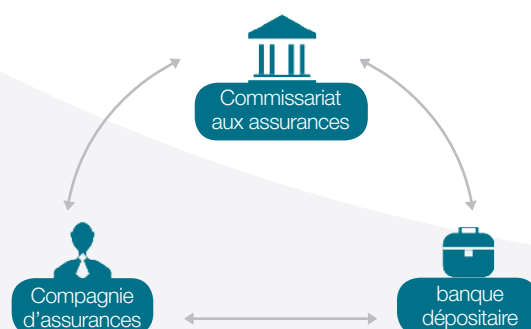 Commissariat
aux assurances
Compagnie
d'assurances
banque
dépositaire